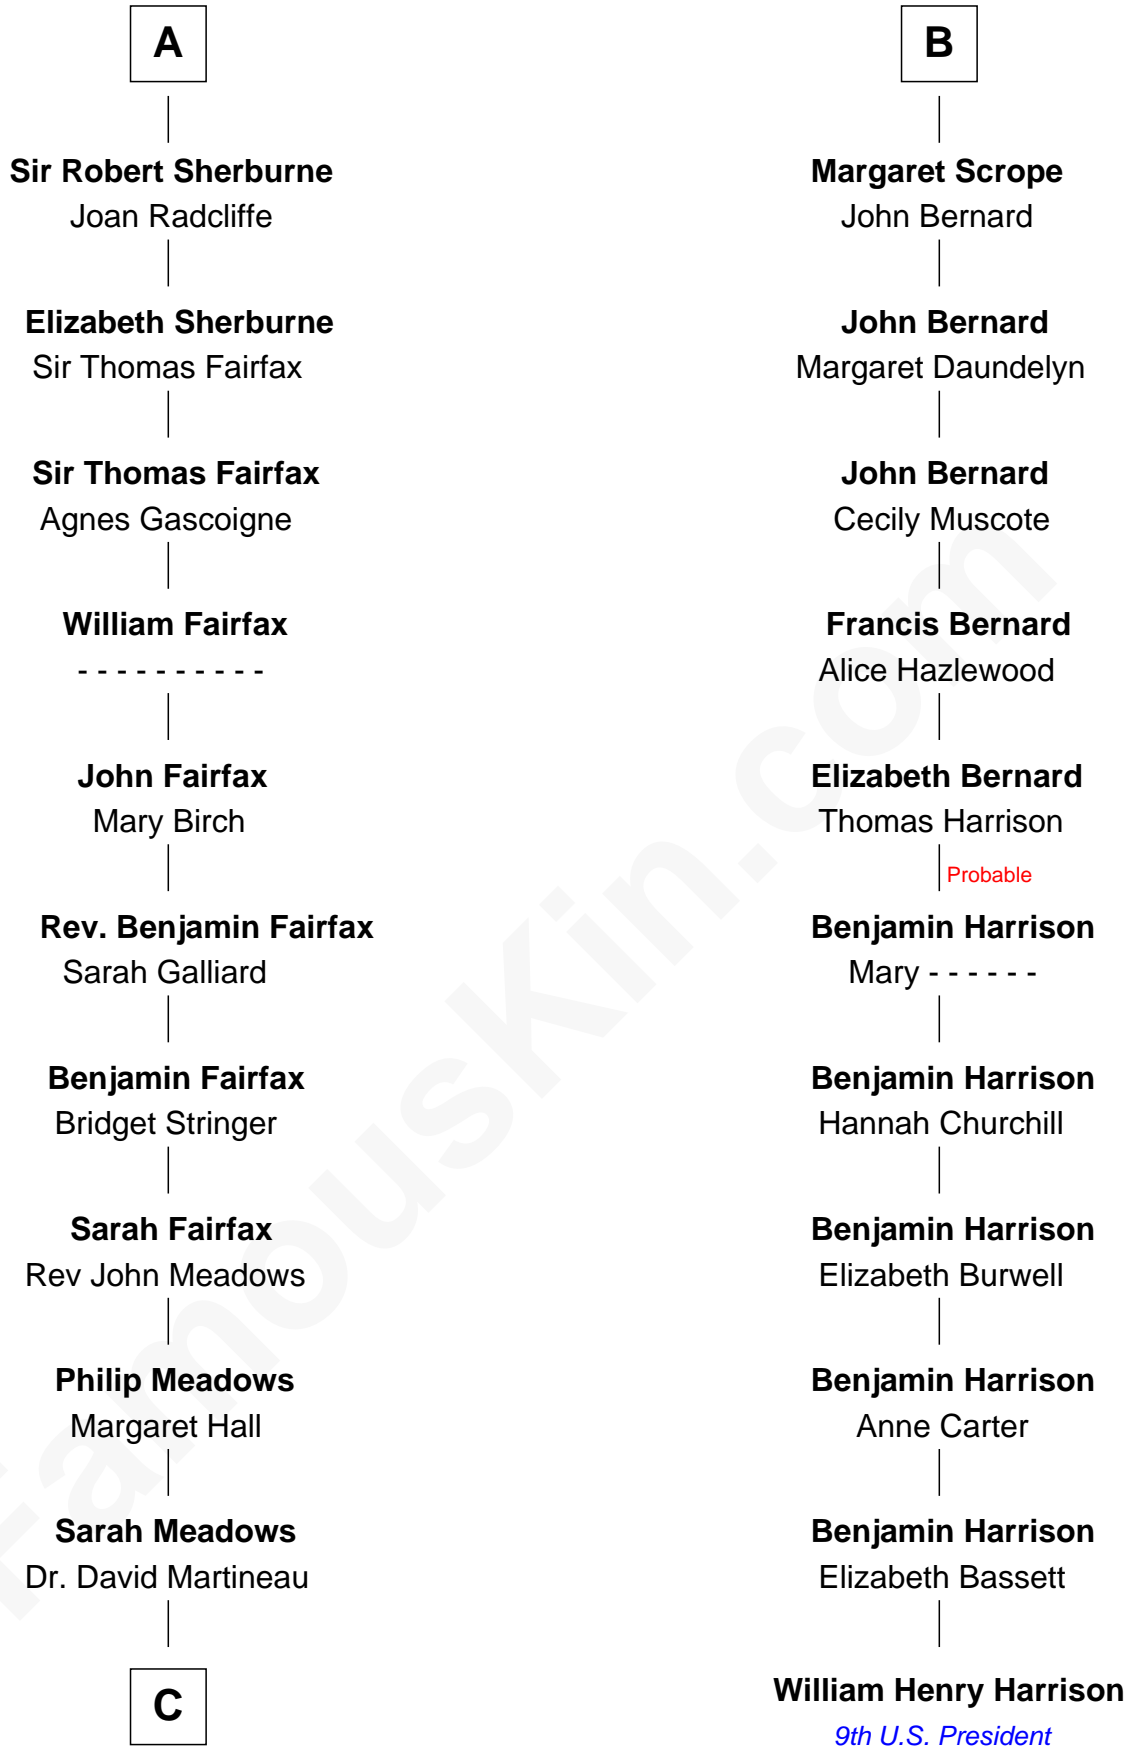 A
Sir Robert Sherburne
Joan Radcliffe
Elizabeth Sherburne
Sir Thomas Fairfax
Sir Thomas Fairfax
Agnes Gascoigne
William Fairfax
- - - - - - - - - -
John Fairfax
Mary Birch
Rev. Benjamin Fairfax
Sarah Galliard
Benjamin Fairfax
Bridget Stringer
Sarah Fairfax
Rev John Meadows
Philip Meadows
Margaret Hall
Sarah Meadows
Dr. David Martineau
C
B
Margaret Scrope
John Bernard
John Bernard
Margaret Daundelyn
John Bernard
Cecily Muscote
Francis Bernard
Alice Hazlewood
Elizabeth Bernard
Thomas Harrison
Probable
Benjamin Harrison
Mary - - - - - -
Benjamin Harrison
Hannah Churchill
Benjamin Harrison
Elizabeth Burwell
Benjamin Harrison
Anne Carter
Benjamin Harrison
Elizabeth Bassett
William Henry Harrison
9th U.S. President
FamousKin.com